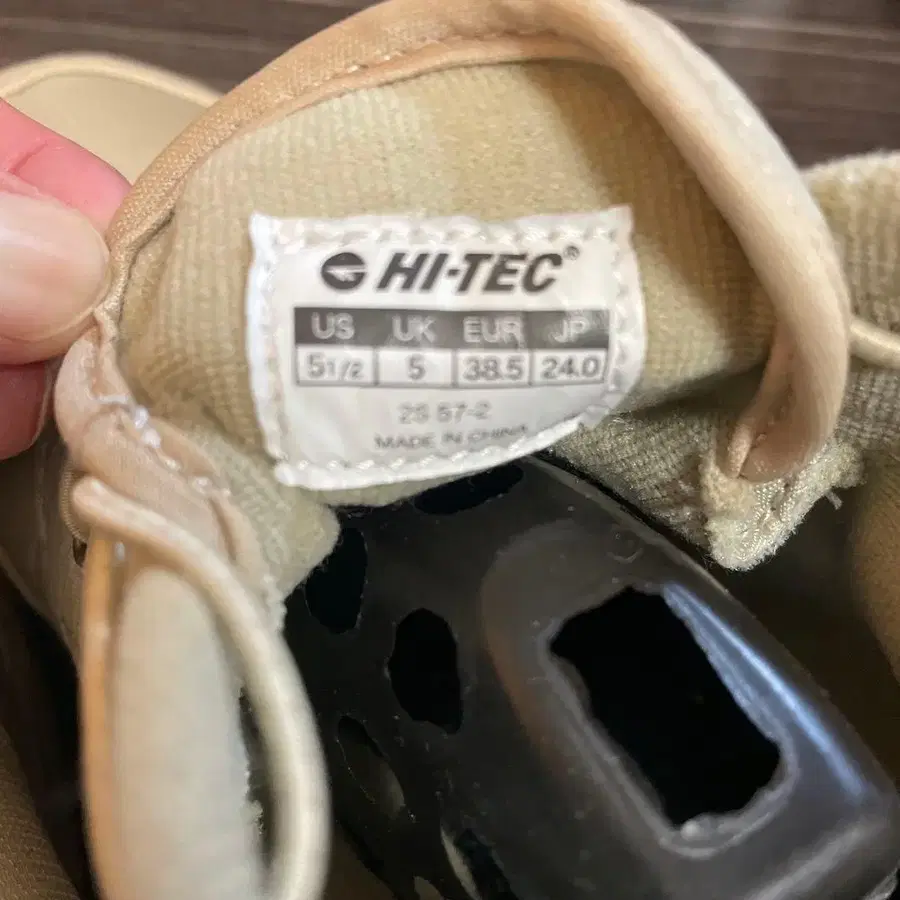 HI-TEC®
US UK EUR JP
5 1/2 5 38.5 24.0
2S 57-2
MADE IN CHINA